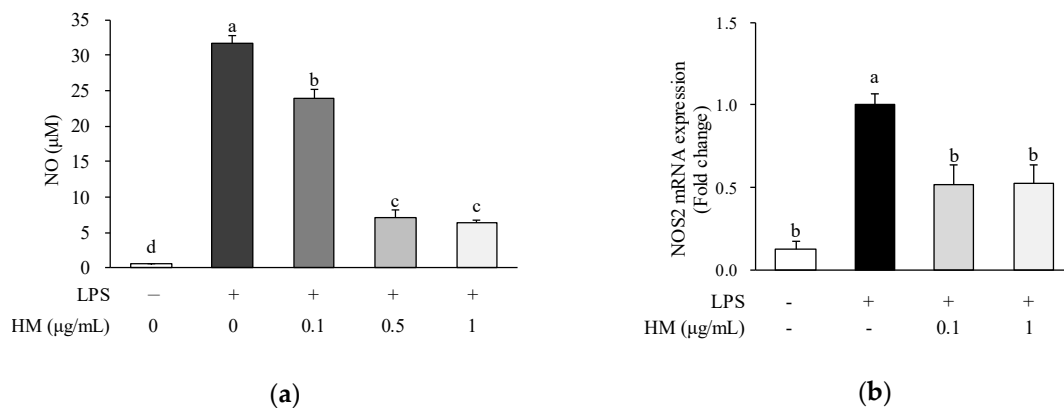 35
30
25
20
15
10
5
0
NO (μM)
a
b
c
c
d
LPS – + + + +
HM (μg/mL) 0 0 0.1 0.5 1
(a)
1.5
1.0
0.5
0.0
NOS2 mRNA expression
(Fold change)
a
b
b
b
LPS - + + +
HM (μg/mL) - - 0.1 1
(b)